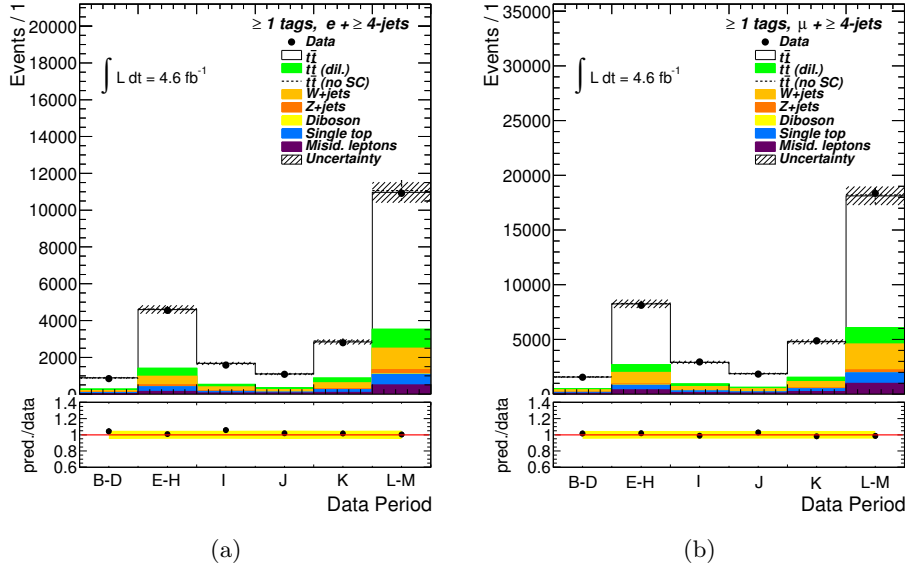 ≥ 1 tags, e + ≥ 4-jets
Events / 1
20000
18000
16000
14000
12000
10000
8000
6000
4000
2000
0
∫ L dt = 4.6 fb⁻¹
Data
tt̄
tt̄ (dil.)
tt̄ (no SC)
W+jets
Z+jets
Diboson
Single top
Misid. leptons
Uncertainty
pred./data
1.4
1.2
1
0.8
0.6
B-D E-H I J K L-M
Data Period
(a)
≥ 1 tags, μ + ≥ 4-jets
Events / 1
35000
30000
25000
20000
15000
10000
5000
0
∫ L dt = 4.6 fb⁻¹
Data
tt̄
tt̄ (dil.)
tt̄ (no SC)
W+jets
Z+jets
Diboson
Single top
Misid. leptons
Uncertainty
pred./data
1.4
1.2
1
0.8
0.6
B-D E-H I J K L-M
Data Period
(b)